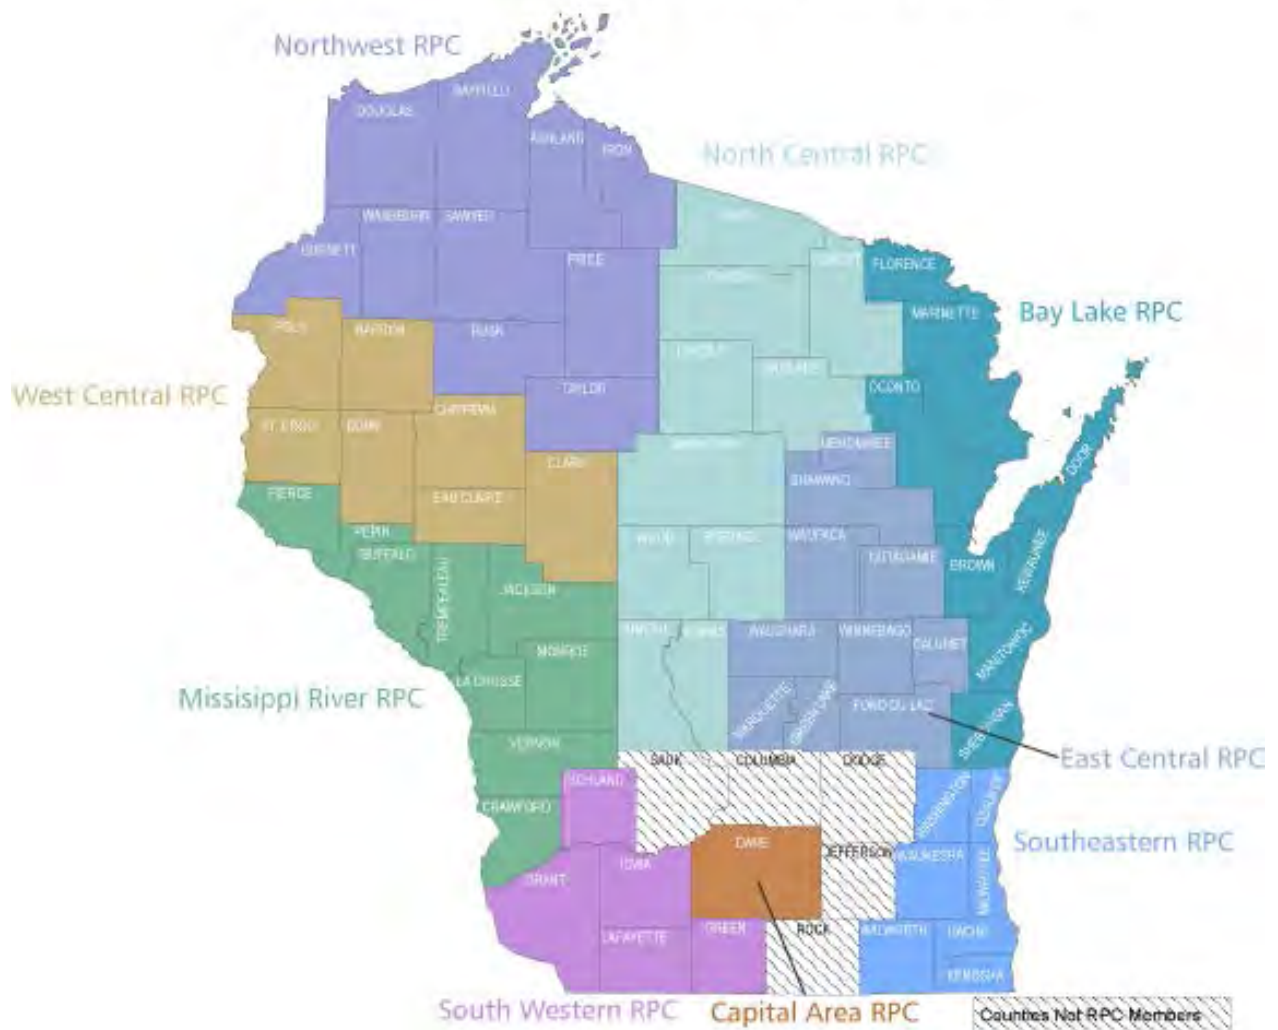 Northwest RPC
BAYFIELD
DOUGLAS
ASHLAND
IRON
North Central RPC
WASHBURN
SAWYER
BURNETT
PRICE
FLORENCE
Bay Lake RPC
MARINETTE
POLK
BARRON
RUSK
LINCOLN
LANGLADE
TAYLOR
OCONTO
West Central RPC
CHIPPEWA
ST. CROIX
DUNN
MENOMINEE
CLARK
DOOR
SHAWANO
PIERCE
EAU CLAIRE
PEPIN
WOOD
PORTAGE
WAUPACA
BUFFALO
OUTAGAMIE
BROWN
KEWAUNEE
TREMPEALEAU
JACKSON
WAUSHARA
WINNEBAGO
CALUMET
MONROE
MANITOWOC
LA CROSSE
Missisippi River RPC
MARQUETTE
GREEN LAKE
FOND DU LAC
SHEBOYGAN
VERNON
East Central RPC
SAUK
COLUMBIA
DODGE
RICHLAND
WASHINGTON
OZAUKEE
CRAWFORD
Southeastern RPC
DANE
JEFFERSON
WAUKESHA
MILWAUKEE
IOWA
GRANT
LAFAYETTE
GREEN
ROCK
WALWORTH
RACINE
KENOSHA
South Western RPC
Capital Area RPC
Counties Not RPC Members